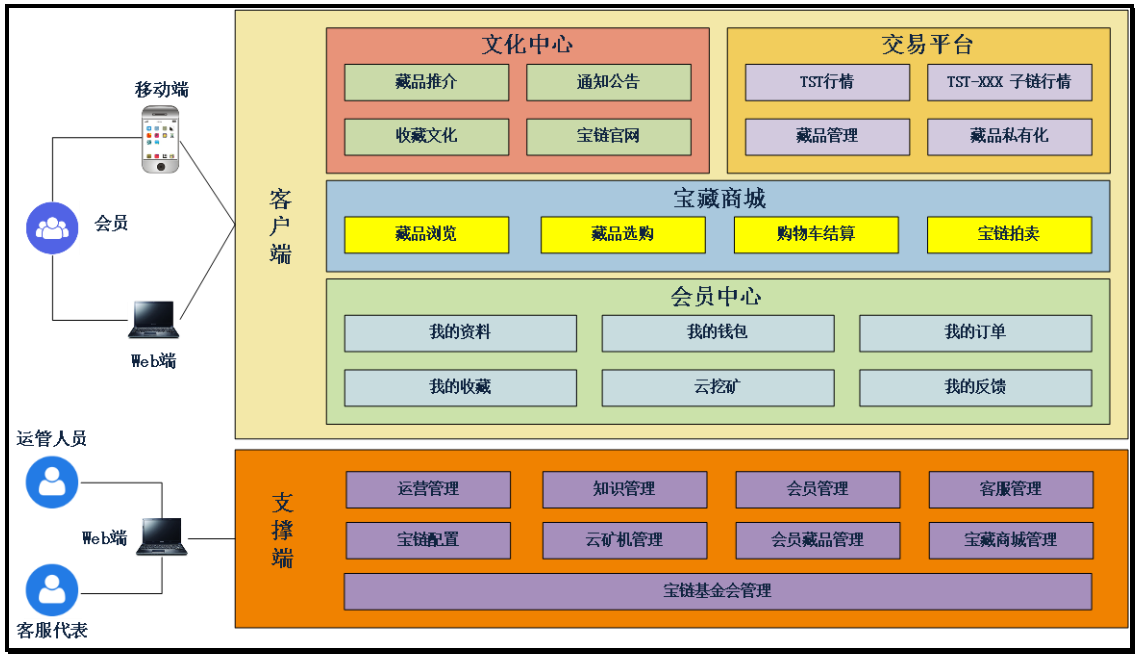 移动端
会员
Web端
客户端
文化中心
藏品推介
通知公告
收藏文化
宝链官网
交易平台
TST行情
TST-XXX 子链行情
藏品管理
藏品私有化
宝藏商城
藏品浏览
藏品选购
购物车结算
宝链拍卖
会员中心
我的资料
我的钱包
我的订单
我的收藏
云挖矿
我的反馈
运管人员
Web端
客服代表
支撑端
运营管理
知识管理
会员管理
客服管理
宝链配置
云矿机管理
会员藏品管理
宝藏商城管理
宝链基金会管理